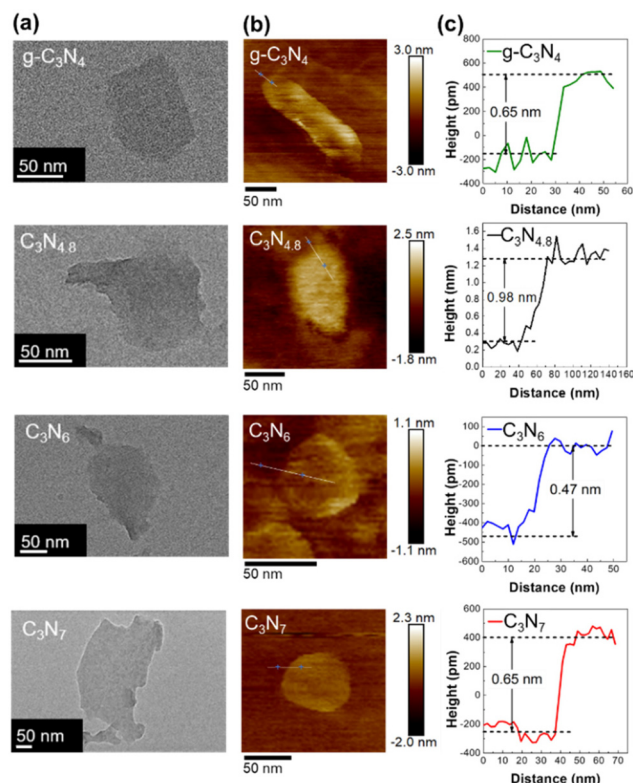 (a)
(b)
(c)
g-C₃N₄
50 nm
g-C₃N₄
3.0 nm
-3.0 nm
50 nm
g-C₃N₄
Height (pm)
600
400
200
0
-200
-400
0.65 nm
0 10 20 30 40 50 60
Distance (nm)
C₃N₄.₈
50 nm
C₃N₄.₈
2.5 nm
-1.8 nm
50 nm
C₃N₄.₈
Height (nm)
1.6
1.4
1.2
1.0
0.8
0.6
0.4
0.2
0.0
0.98 nm
0 20 40 60 80 100 120 140 160
Distance (nm)
C₃N₆
50 nm
C₃N₆
1.1 nm
-1.1 nm
50 nm
C₃N₆
Height (pm)
100
0
-100
-200
-300
-400
-500
-600
0.47 nm
0 10 20 30 40 50
Distance (nm)
C₃N₇
50 nm
C₃N₇
2.3 nm
-2.0 nm
50 nm
C₃N₇
Height (pm)
600
400
200
0
-200
-400
0.65 nm
0 10 20 30 40 50 60 70
Distance (nm)